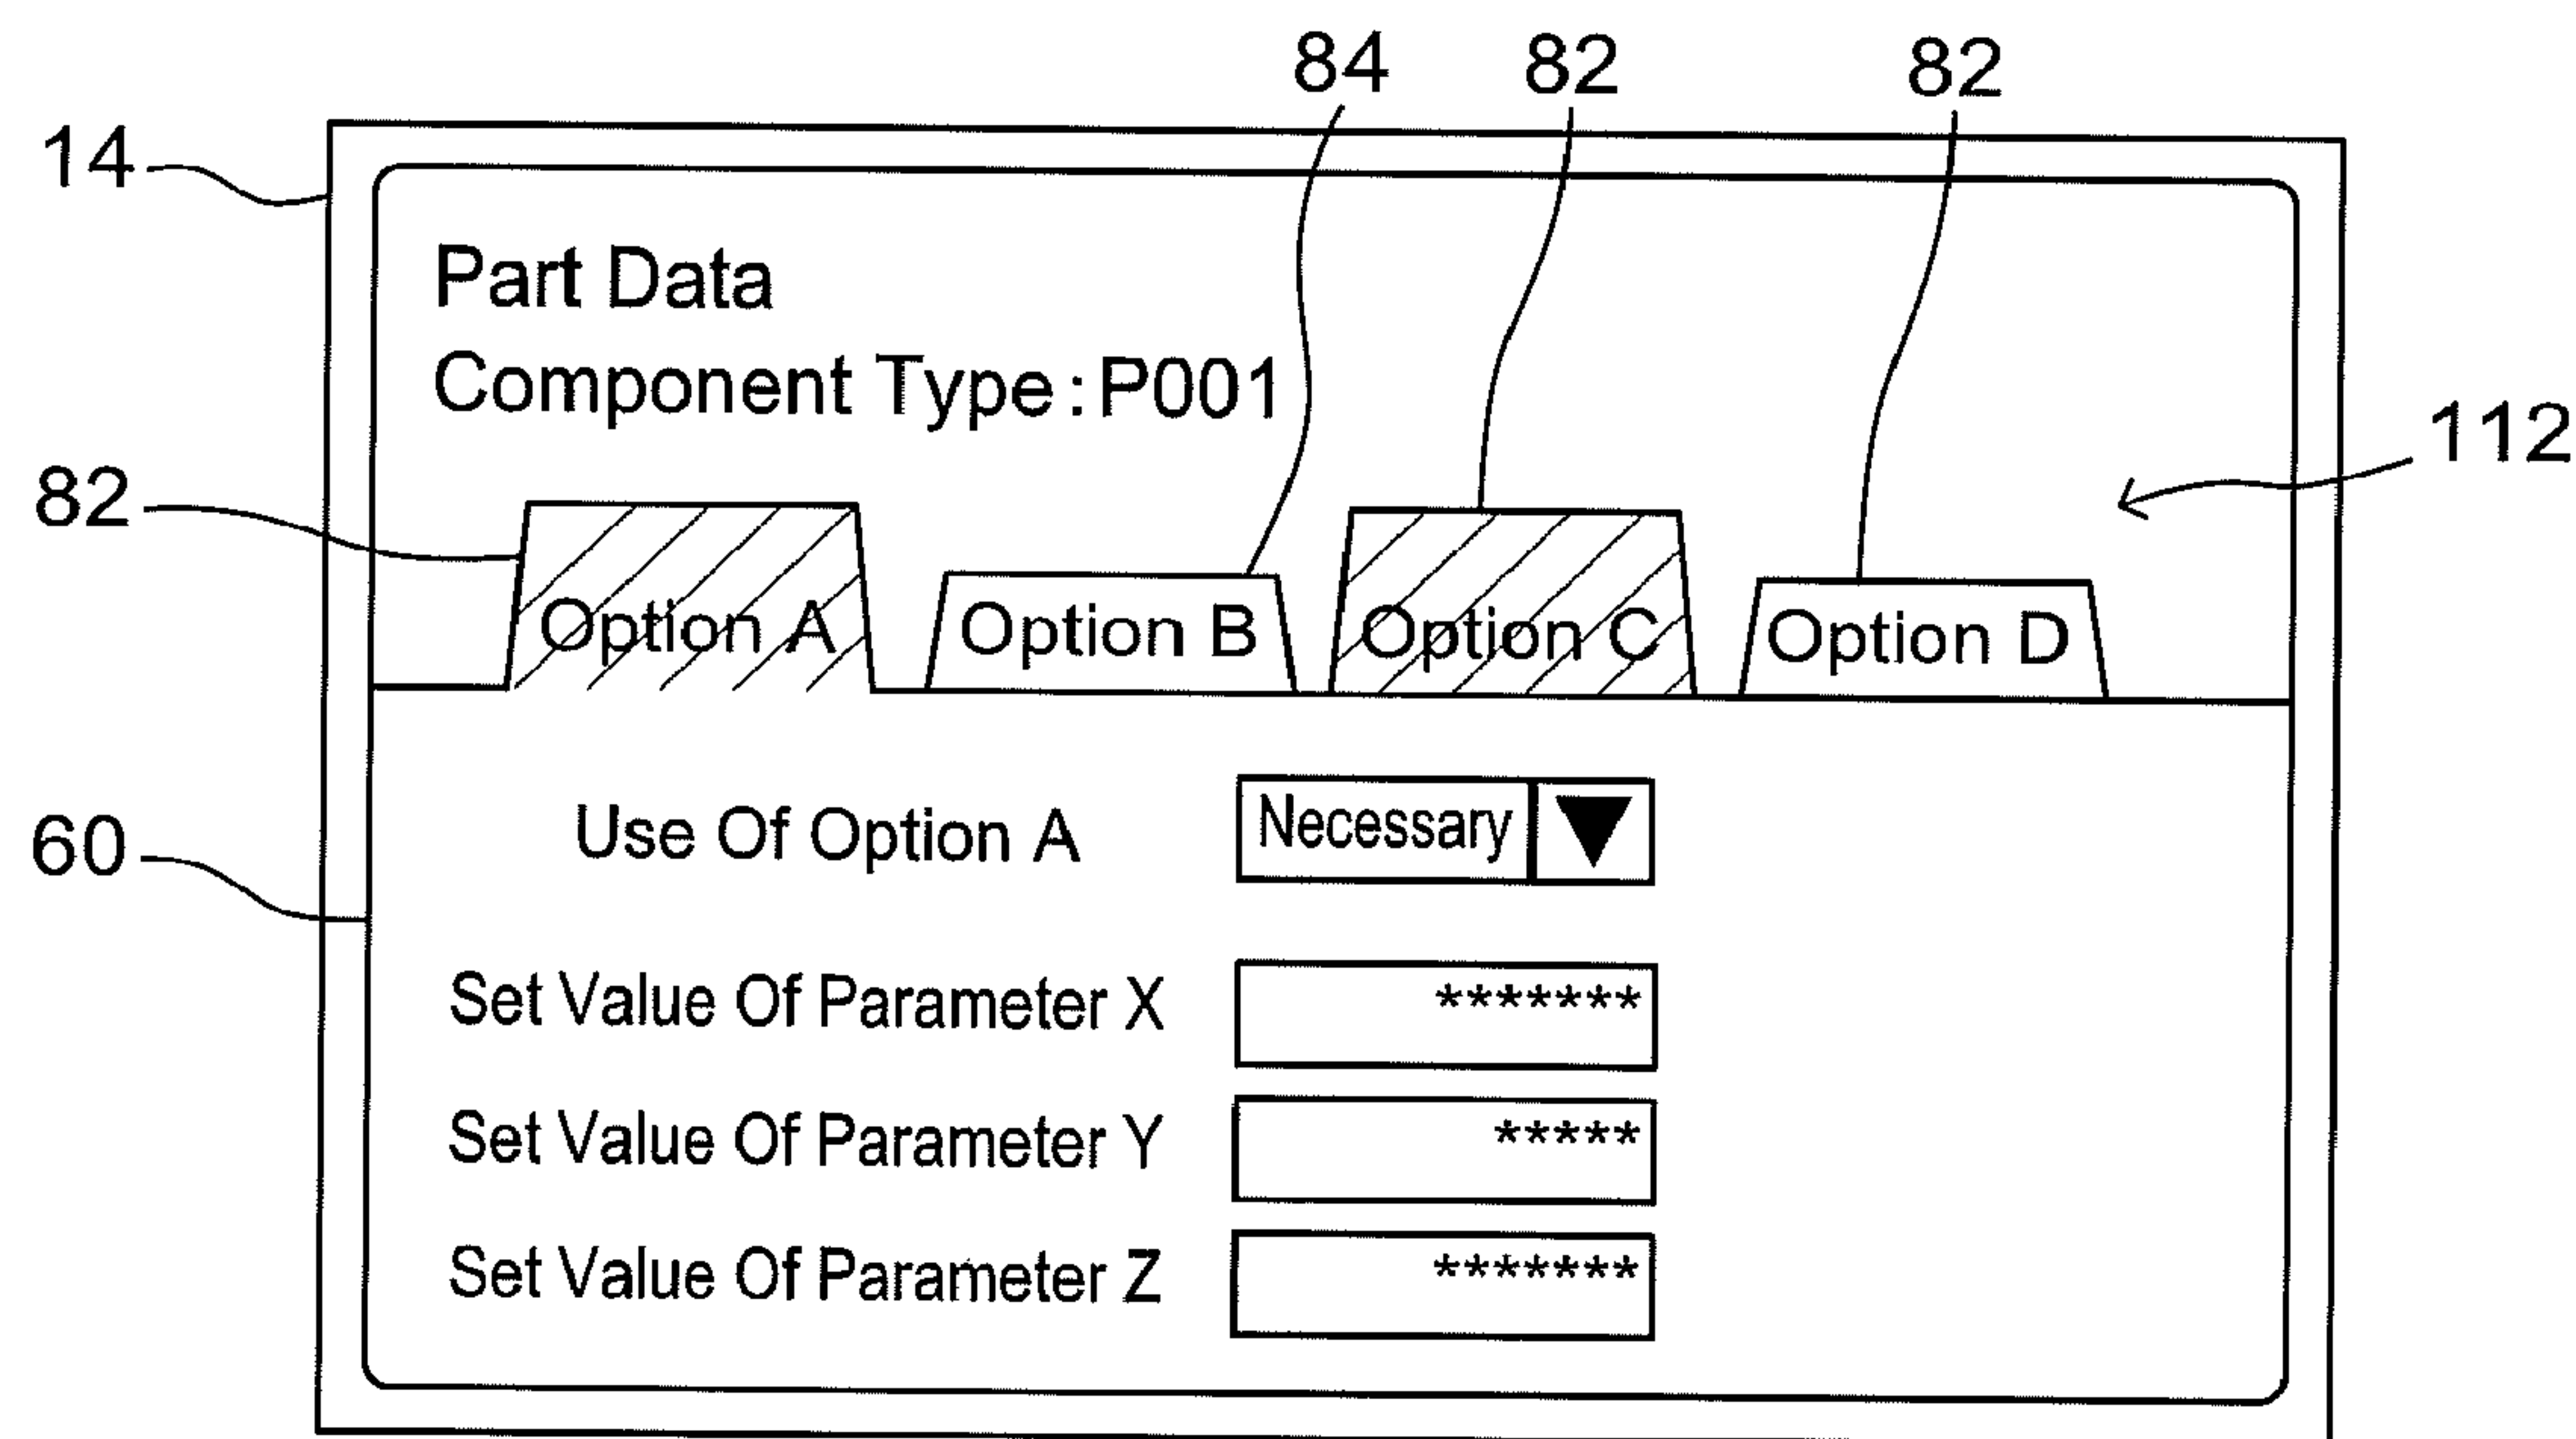 84 82 82
14
Part Data
Component Type:P001
112
82
Option A Option B Option C Option D
60
Use Of Option A Necessary
Set Value Of Parameter X *******
Set Value Of Parameter Y *****
Set Value Of Parameter Z *******